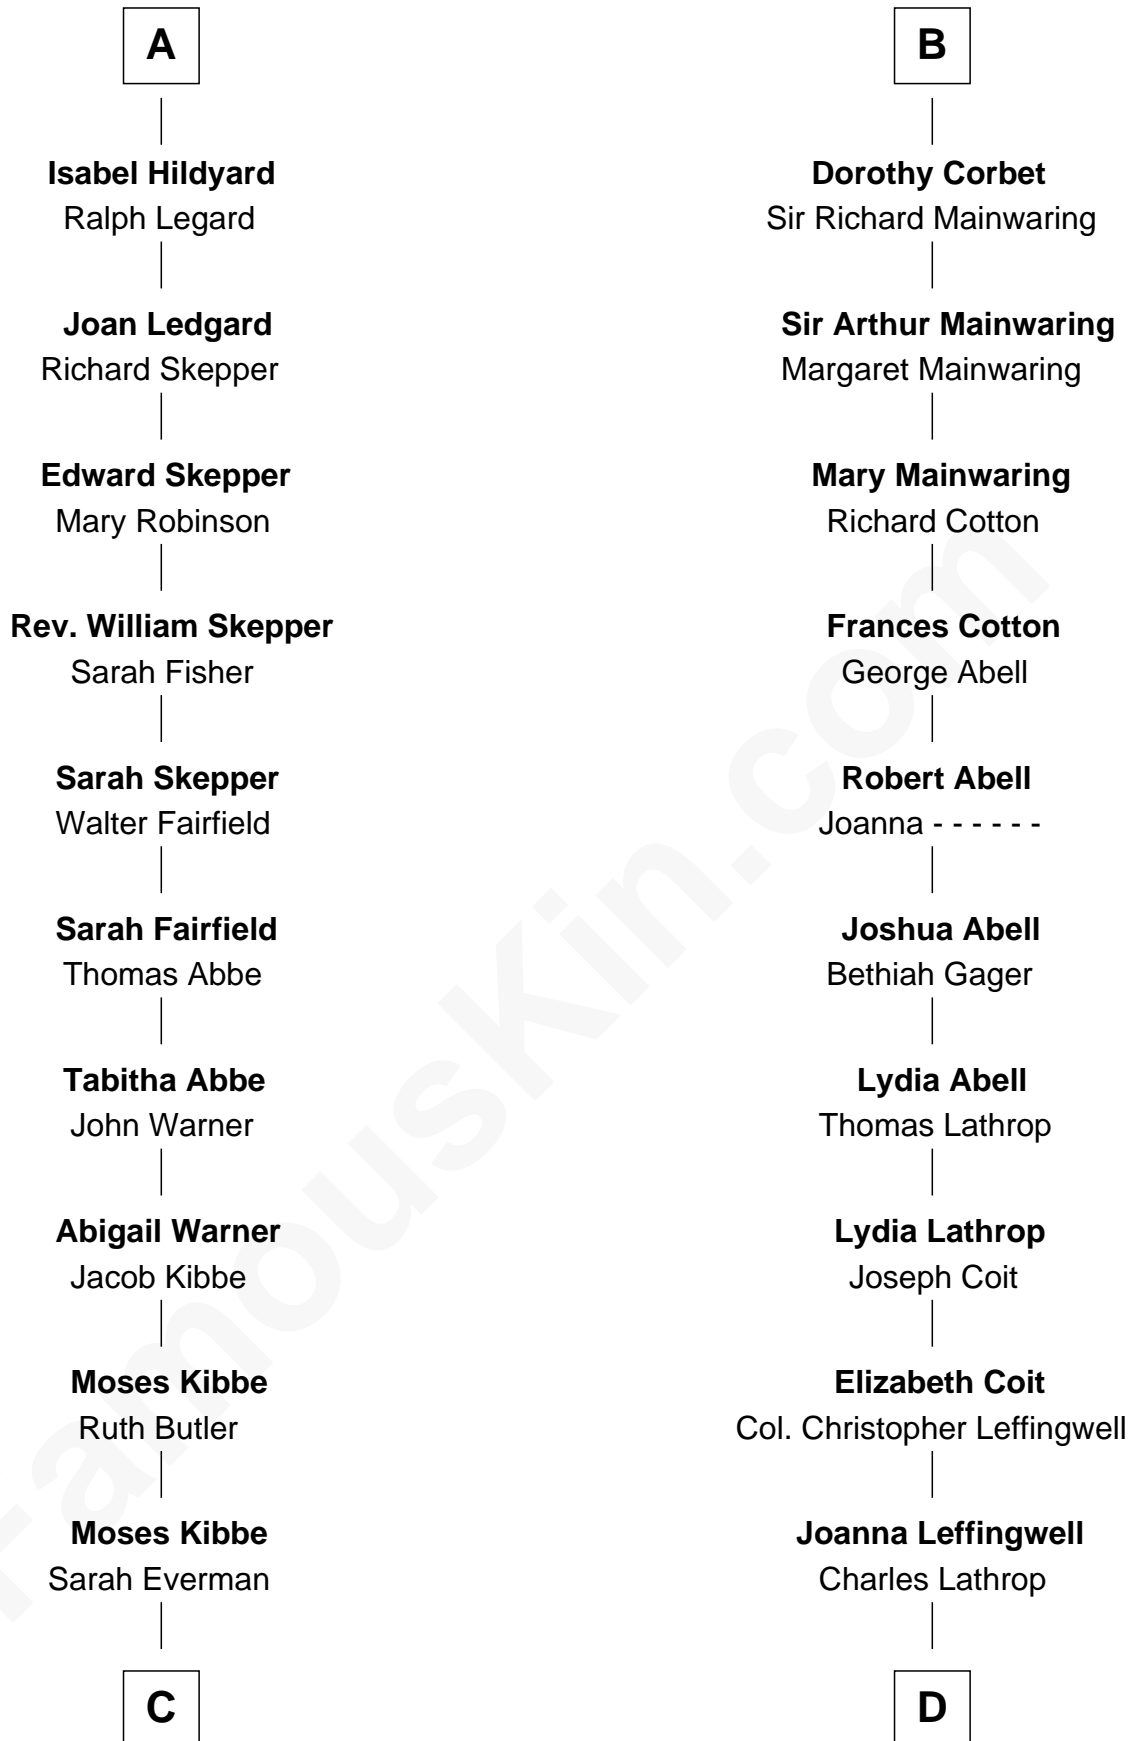 A
Isabel Hildyard
Ralph Legard
Joan Ledgard
Richard Skepper
Edward Skepper
Mary Robinson
Rev. William Skepper
Sarah Fisher
Sarah Skepper
Walter Fairfield
Sarah Fairfield
Thomas Abbe
Tabitha Abbe
John Warner
Abigail Warner
Jacob Kibbe
Moses Kibbe
Ruth Butler
Moses Kibbe
Sarah Everman
C
B
Dorothy Corbet
Sir Richard Mainwaring
Sir Arthur Mainwaring
Margaret Mainwaring
Mary Mainwaring
Richard Cotton
Frances Cotton
George Abell
Robert Abell
Joanna - - - - - -
Joshua Abell
Bethiah Gager
Lydia Abell
Thomas Lathrop
Lydia Lathrop
Joseph Coit
Elizabeth Coit
Col. Christopher Leffingwell
Joanna Leffingwell
Charles Lathrop
D
FamousKin.com